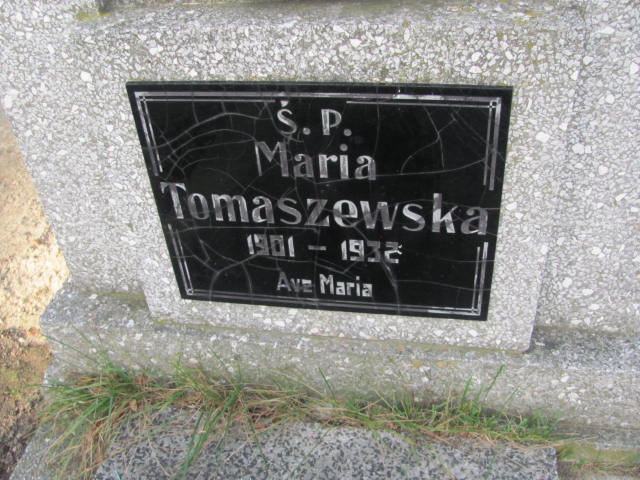 Ś. P.
Maria
Tomaszewska
1901 - 1932
Ave Maria